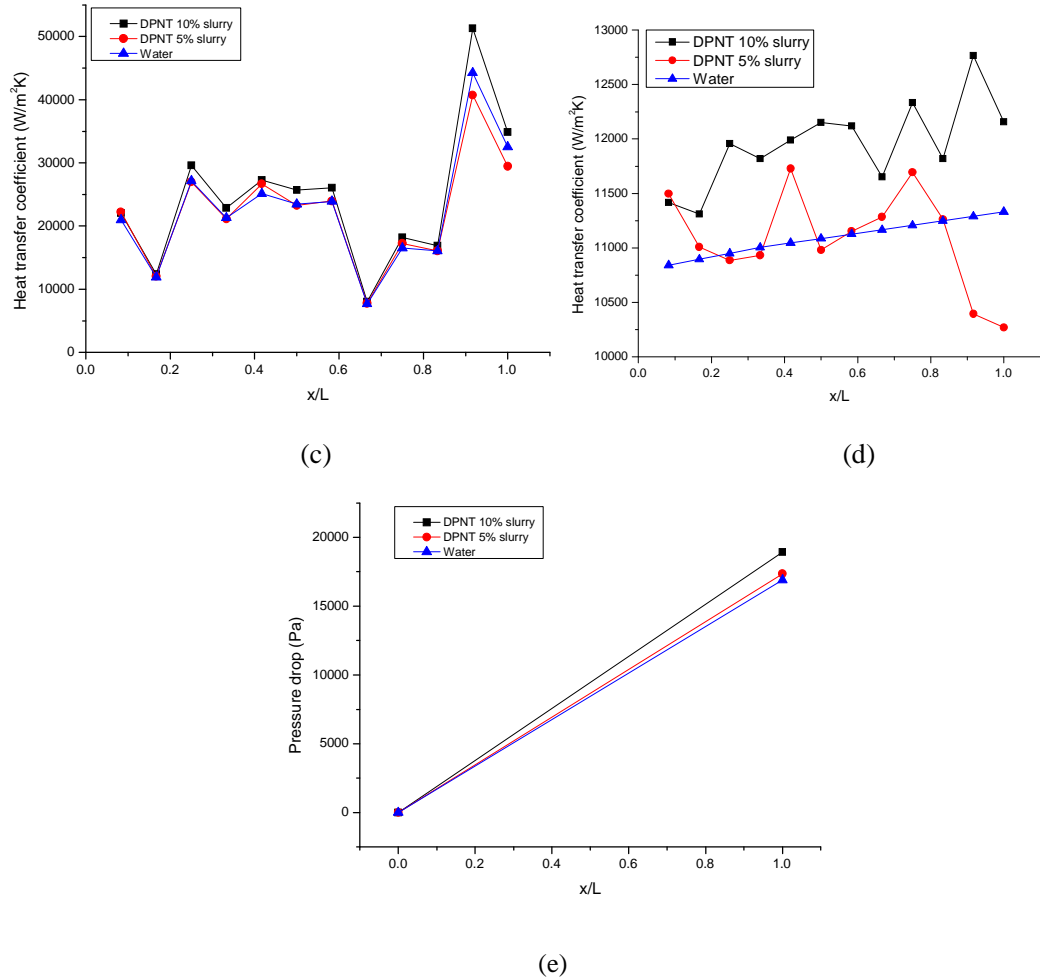 DPNT 10% slurry
DPNT 5% slurry
Water
Heat transfer coefficient (W/m²K)
50000
40000
30000
20000
10000
0
0.0 0.2 0.4 0.6 0.8 1.0
x/L
(c)
DPNT 10% slurry
DPNT 5% slurry
Water
Heat transfer coefficient (W/m²K)
13000
12500
12000
11500
11000
10500
10000
0.0 0.2 0.4 0.6 0.8 1.0
x/L
(d)
DPNT 10% slurry
DPNT 5% slurry
Water
Pressure drop (Pa)
20000
15000
10000
5000
0
0.0 0.2 0.4 0.6 0.8 1.0
x/L
(e)